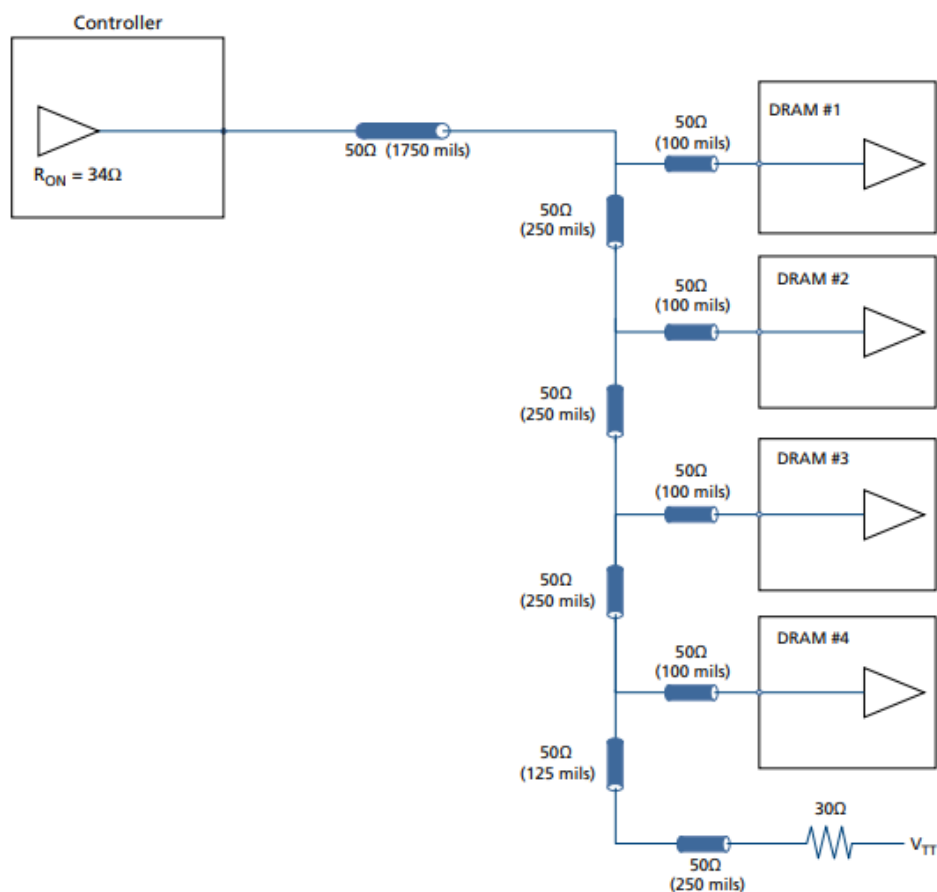 Controller
R_ON = 34Ω
50Ω (1750 mils)
50Ω
(100 mils)
DRAM #1
50Ω
(250 mils)
50Ω
(100 mils)
DRAM #2
50Ω
(250 mils)
50Ω
(100 mils)
DRAM #3
50Ω
(250 mils)
50Ω
(100 mils)
DRAM #4
50Ω
(125 mils)
30Ω
V_TT
50Ω
(250 mils)